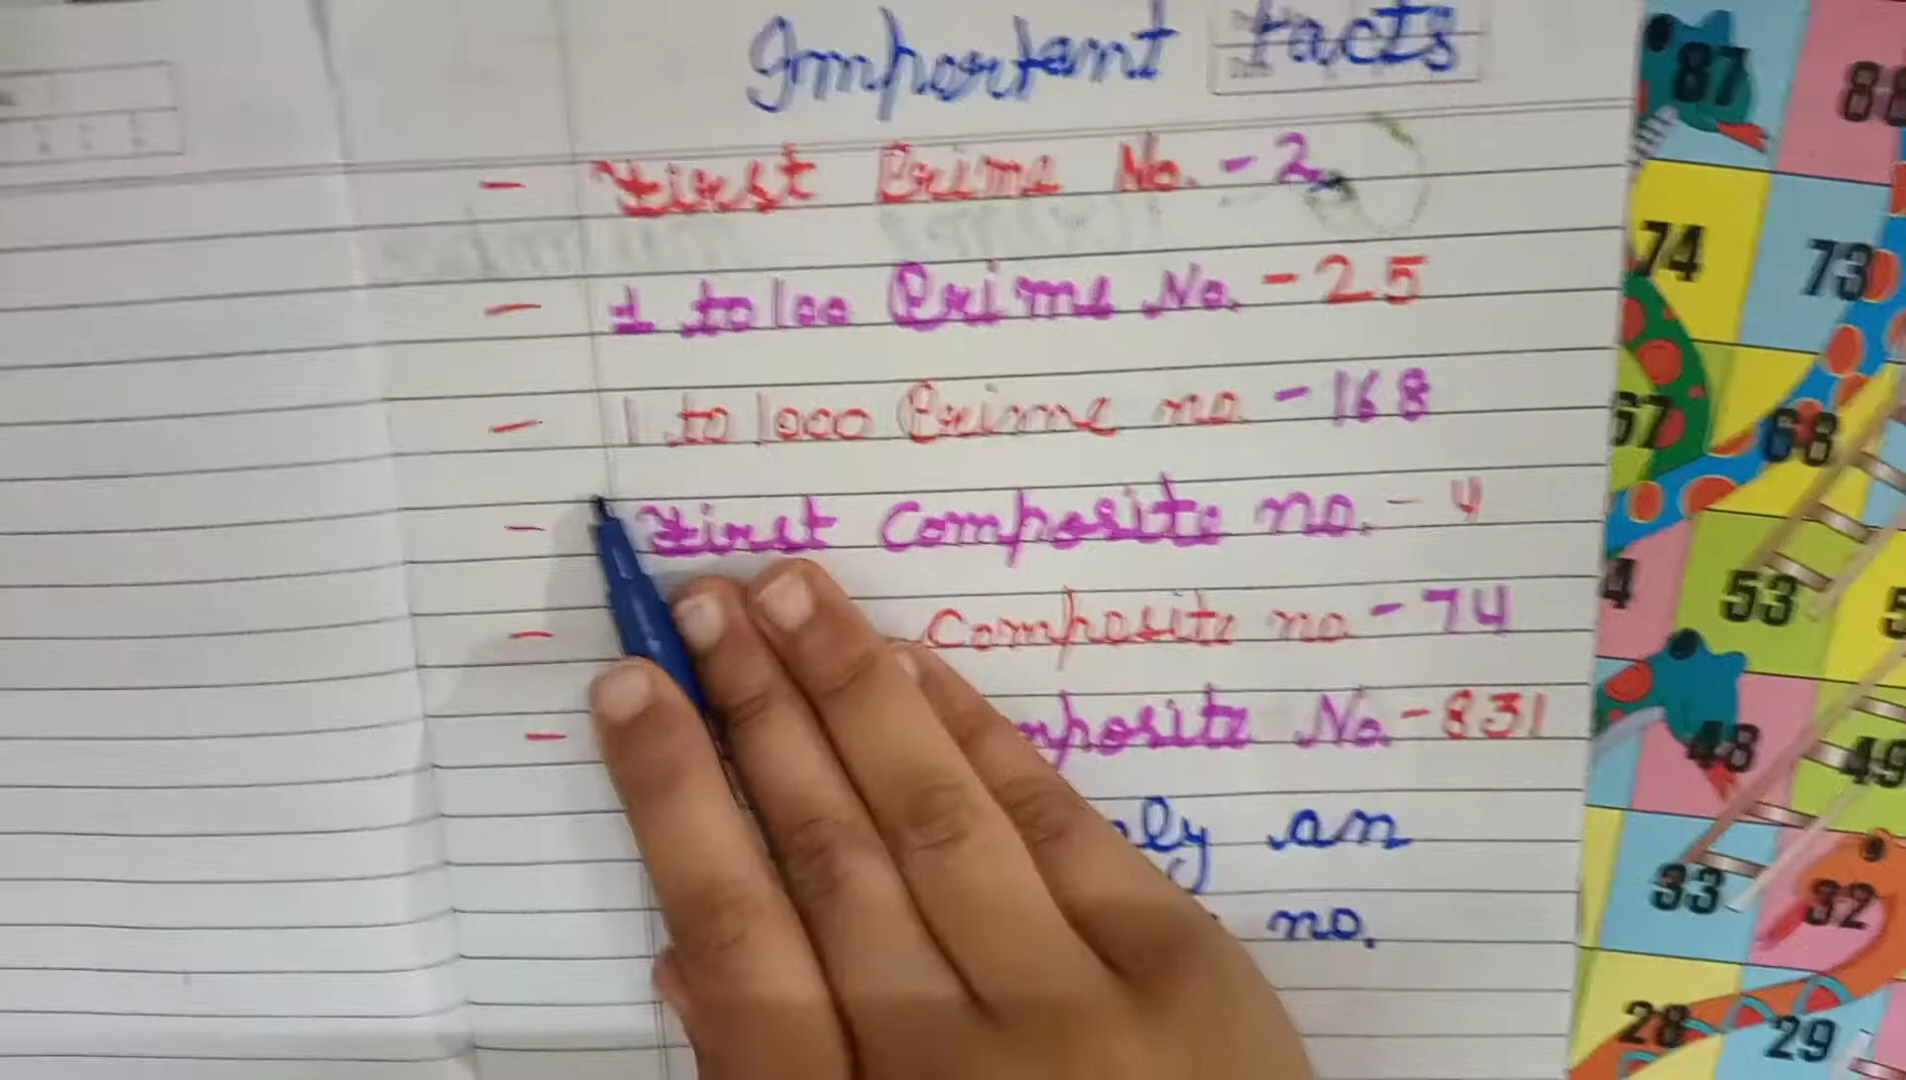 Important Facts
- First Prime No. - 2
- 1 to 100 Prime No. - 25
- 1 to 1000 Prime no. - 168
- First Composite no. - 4
- Composite no - 74
- Composite No. - 831
an
no.
87
88
74
73
67
68
53
48
49
33
32
28
29